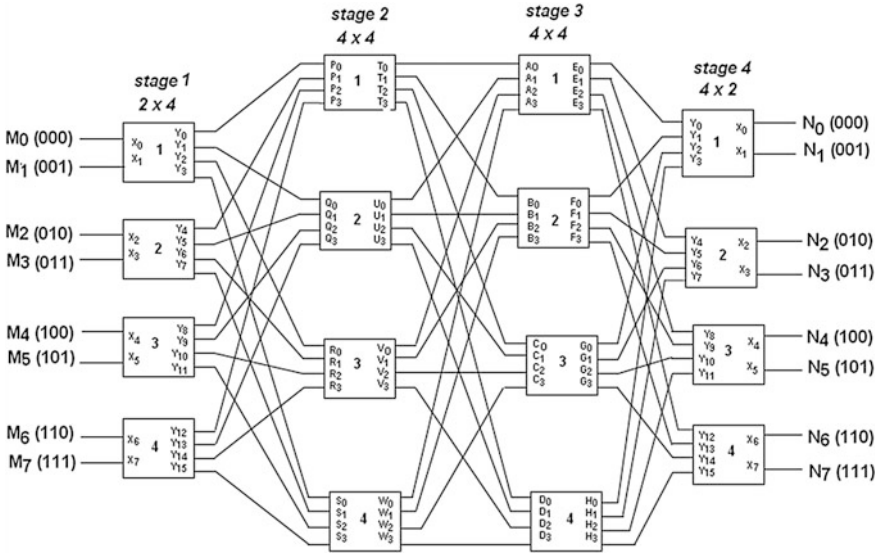 stage 1
2 x 4
M0 (000)
M1 (001)
X0
X1
1
Y0
Y1
Y2
Y3
M2 (010)
M3 (011)
X2
X3
2
Y4
Y5
Y6
Y7
M4 (100)
M5 (101)
X4
X5
3
Y8
Y9
Y10
Y11
M6 (110)
M7 (111)
X6
X7
4
Y12
Y13
Y14
Y15
stage 2
4 x 4
P0 T0
P1 T1
P2 T2
P3 T3
1
Q0 U0
Q1 U1
Q2 U2
Q3 U3
2
R0 V0
R1 V1
R2 V2
R3 V3
3
S0 W0
S1 W1
S2 W2
S3 W3
4
stage 3
4 x 4
A0 E0
A1 E1
A2 E2
A3 E3
1
B0 F0
B1 F1
B2 F2
B3 F3
2
C0 G0
C1 G1
C2 G2
C3 G3
3
D0 H0
D1 H1
D2 H2
D3 H3
4
stage 4
4 x 2
Y0
Y1
Y2
Y3
1
X0
X1
N0 (000)
N1 (001)
Y4
Y5
Y6
Y7
2
X2
X3
N2 (010)
N3 (011)
Y8
Y9
Y10
Y11
3
X4
X5
N4 (100)
N5 (101)
Y12
Y13
Y14
Y15
4
X6
X7
N6 (110)
N7 (111)